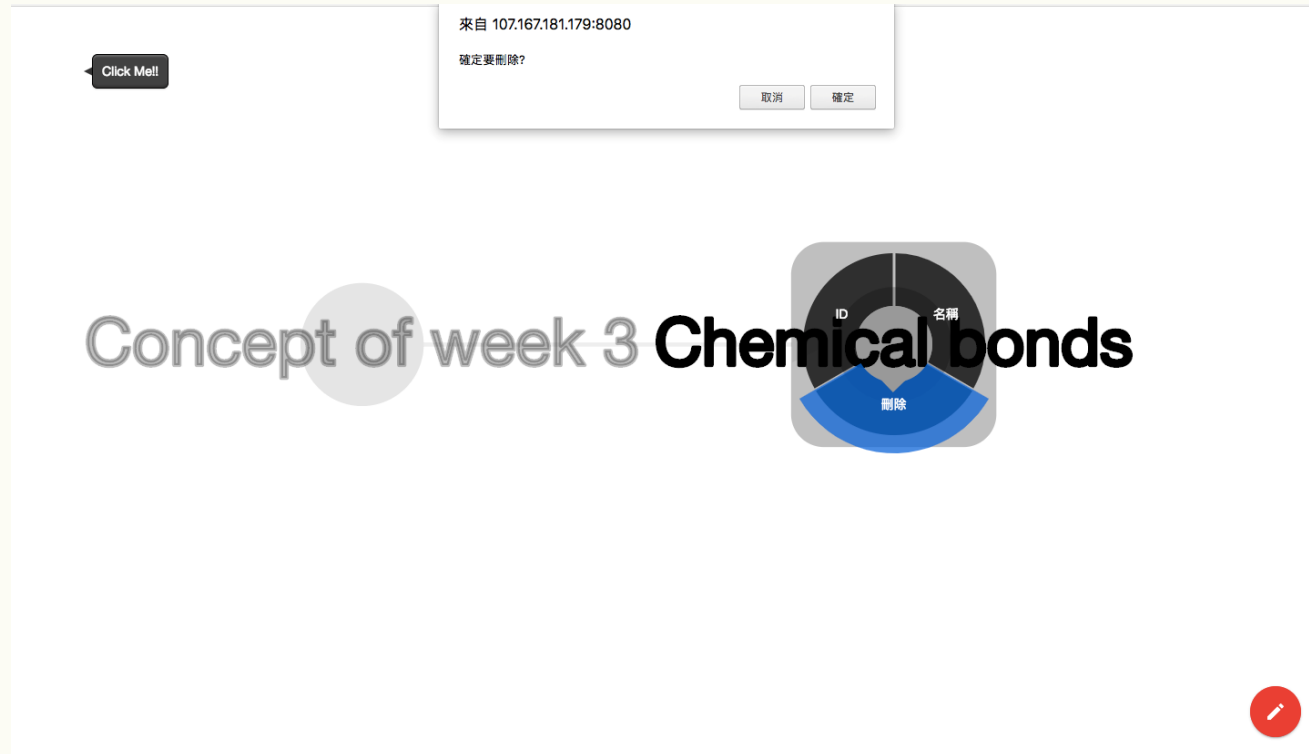 來自 107.167.181.179:8080
確定要刪除?
取消 確定
Click Me!!
ID 名稱
Concept of week 3 Chemical bonds
刪除